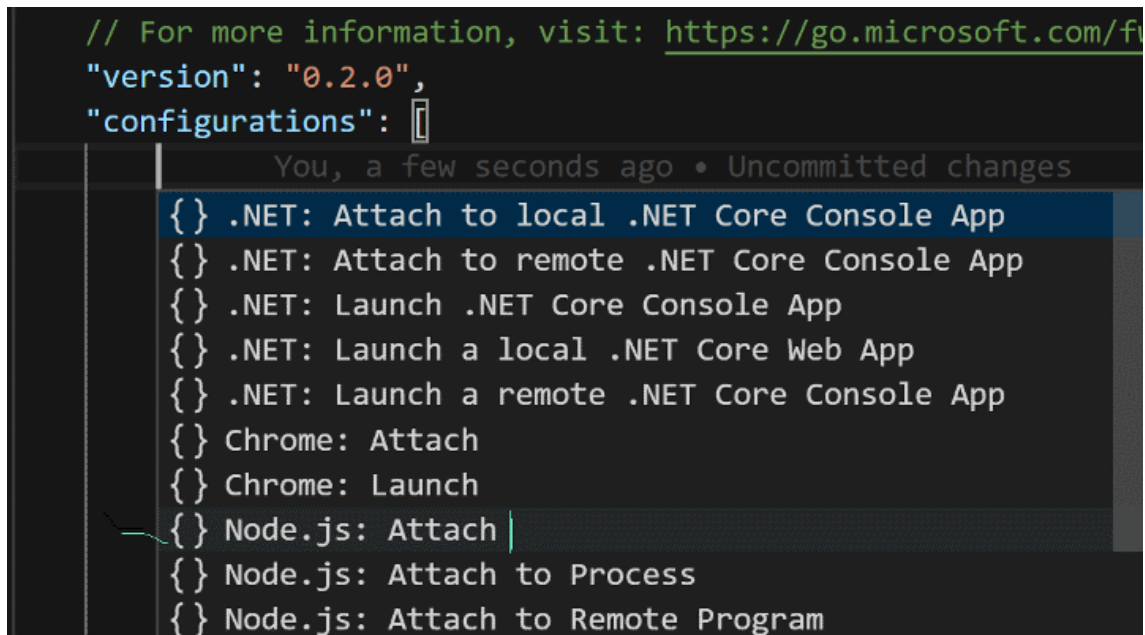 // For more information, visit: https://go.microsoft.com/
"version": "0.2.0",
"configurations": [
You, a few seconds ago • Uncommitted changes
{} .NET: Attach to local .NET Core Console App
{} .NET: Attach to remote .NET Core Console App
{} .NET: Launch .NET Core Console App
{} .NET: Launch a local .NET Core Web App
{} .NET: Launch a remote .NET Core Console App
{} Chrome: Attach
{} Chrome: Launch
{} Node.js: Attach
{} Node.js: Attach to Process
{} Node.js: Attach to Remote Program